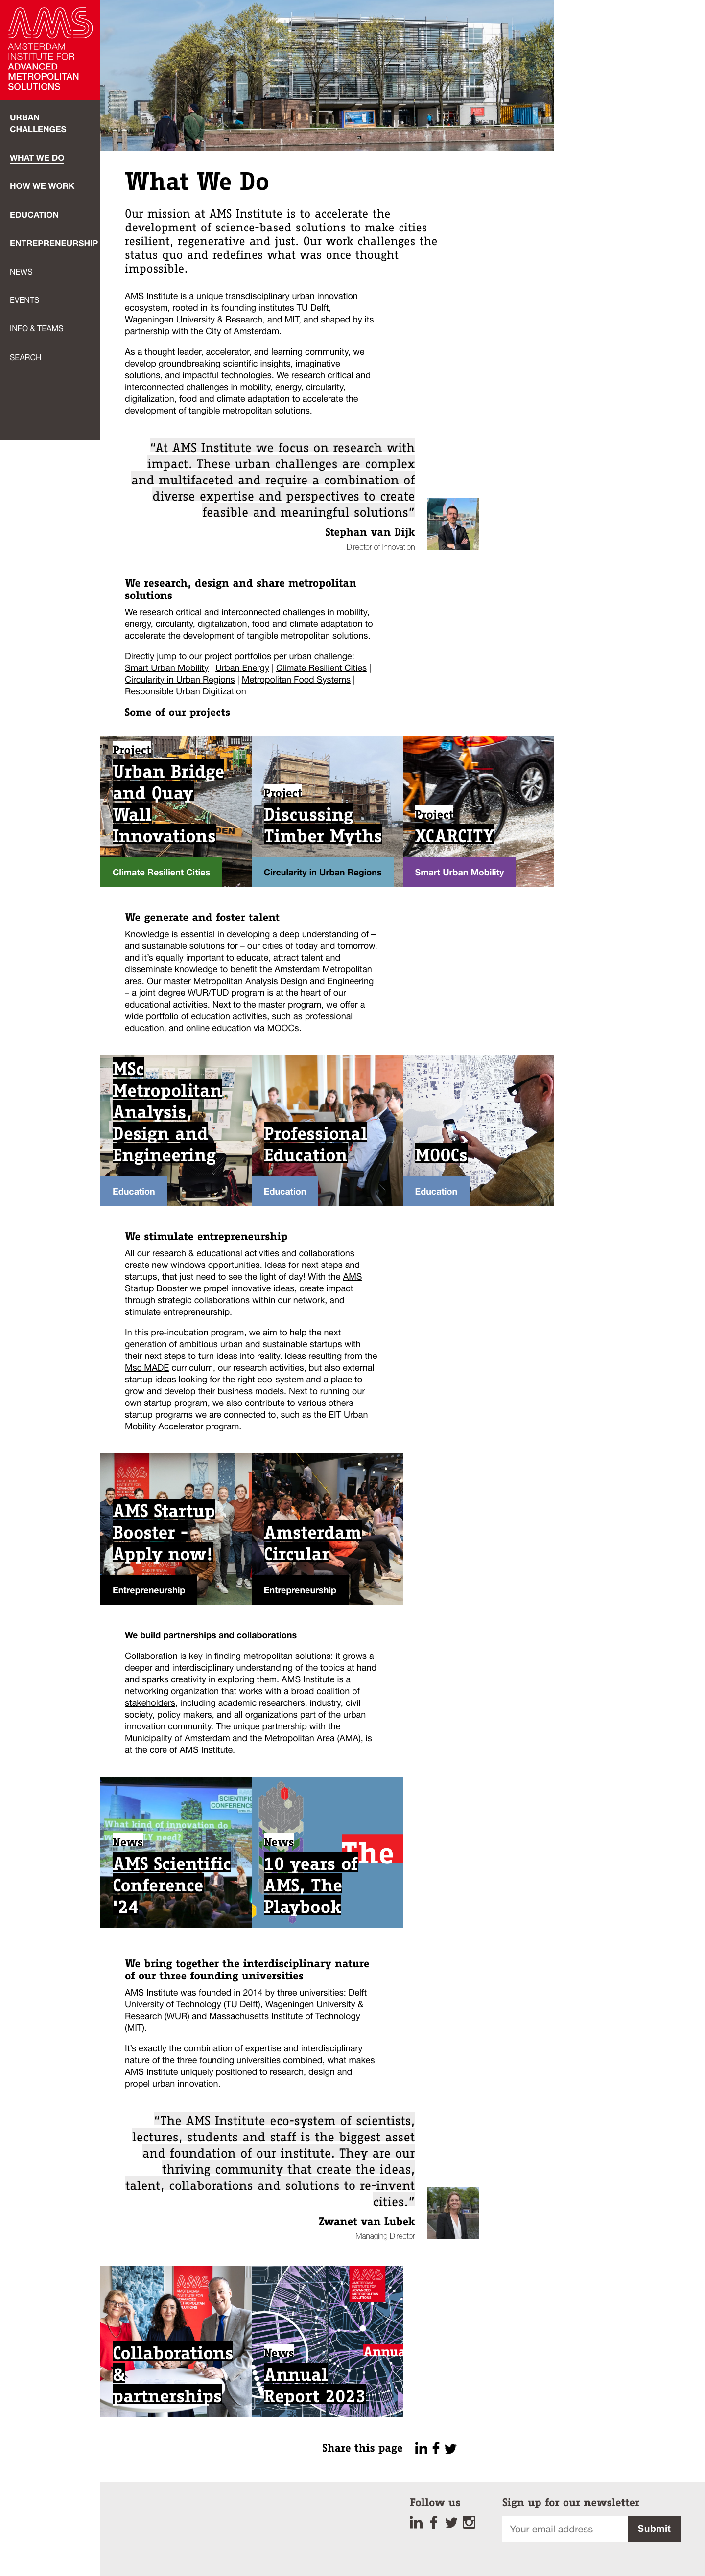 AMS
AMSTERDAM
INSTITUTE FOR
ADVANCED
METROPOLITAN
SOLUTIONS
URBAN
CHALLENGES
WHAT WE DO
HOW WE WORK
EDUCATION
ENTREPRENEURSHIP
NEWS
EVENTS
INFO & TEAMS
SEARCH
What We Do
Our mission at AMS Institute is to accelerate the
development of science-based solutions to make cities
resilient, regenerative and just. Our work challenges the
status quo and redefines what was once thought
impossible.
AMS Institute is a unique transdisciplinary urban innovation
ecosystem, rooted in its founding institutes TU Delft,
Wageningen University & Research, and MIT, and shaped by its
partnership with the City of Amsterdam.
As a thought leader, accelerator, and learning community, we
develop groundbreaking scientific insights, imaginative
solutions, and impactful technologies. We research critical and
interconnected challenges in mobility, energy, circularity,
digitalization, food and climate adaptation to accelerate the
development of tangible metropolitan solutions.
“At AMS Institute we focus on research with
impact. These urban challenges are complex
and multifaceted and require a combination of
diverse expertise and perspectives to create
feasible and meaningful solutions”
Stephan van Dijk
Director of Innovation
We research, design and share metropolitan
solutions
We research critical and interconnected challenges in mobility,
energy, circularity, digitalization, food and climate adaptation to
accelerate the development of tangible metropolitan solutions.
Directly jump to our project portfolios per urban challenge:
Smart Urban Mobility | Urban Energy | Climate Resilient Cities |
Circularity in Urban Regions | Metropolitan Food Systems |
Responsible Urban Digitization
Some of our projects
Project
Urban Bridge
and Quay
Wall
Innovations
DEN
Climate Resilient Cities
Project
Discussing
Timber Myths
Circularity in Urban Regions
Project
XCARCITY
Smart Urban Mobility
We generate and foster talent
Knowledge is essential in developing a deep understanding of –
and sustainable solutions for – our cities of today and tomorrow,
and it’s equally important to educate, attract talent and
disseminate knowledge to benefit the Amsterdam Metropolitan
area. Our master Metropolitan Analysis Design and Engineering
– a joint degree WUR/TUD program is at the heart of our
educational activities. Next to the master program, we offer a
wide portfolio of education activities, such as professional
education, and online education via MOOCs.
MSc
Metropolitan
Analysis,
Design and
Engineering
Education
Professional
Education
Education
MOOCs
Education
We stimulate entrepreneurship
All our research & educational activities and collaborations
create new windows opportunities. Ideas for next steps and
startups, that just need to see the light of day! With the AMS
Startup Booster we propel innovative ideas, create impact
through strategic collaborations within our network, and
stimulate entrepreneurship.
In this pre-incubation program, we aim to help the next
generation of ambitious urban and sustainable startups with
their next steps to turn ideas into reality. Ideas resulting from the
Msc MADE curriculum, our research activities, but also external
startup ideas looking for the right eco-system and a place to
grow and develop their business models. Next to running our
own startup program, we also contribute to various others
startup programs we are connected to, such as the EIT Urban
Mobility Accelerator program.
AMS
AMS Startup
Booster -
Apply now!
Entrepreneurship
Amsterdam
Circular
Entrepreneurship
We build partnerships and collaborations
Collaboration is key in finding metropolitan solutions: it grows a
deeper and interdisciplinary understanding of the topics at hand
and sparks creativity in exploring them. AMS Institute is a
networking organization that works with a broad coalition of
stakeholders, including academic researchers, industry, civil
society, policy makers, and all organizations part of the urban
innovation community. The unique partnership with the
Municipality of Amsterdam and the Metropolitan Area (AMA), is
at the core of AMS Institute.
SCIENTIFIC
CONFERENCE
What kind of innovation do
need?
News
AMS Scientific
Conference
'24
The
News
10 years of
AMS, The
Playbook
We bring together the interdisciplinary nature
of our three founding universities
AMS Institute was founded in 2014 by three universities: Delft
University of Technology (TU Delft), Wageningen University &
Research (WUR) and Massachusetts Institute of Technology
(MIT).
It’s exactly the combination of expertise and interdisciplinary
nature of the three founding universities combined, what makes
AMS Institute uniquely positioned to research, design and
propel urban innovation.
“The AMS Institute eco-system of scientists,
lectures, students and staff is the biggest asset
and foundation of our institute. They are our
thriving community that create the ideas,
talent, collaborations and solutions to re-invent
cities.”
Zwanet van Lubek
Managing Director
AMS
Collaborations
&
partnerships
AMS
Annua
News
Annual
Report 2023
Share this page
Follow us
Sign up for our newsletter
Your email address
Submit